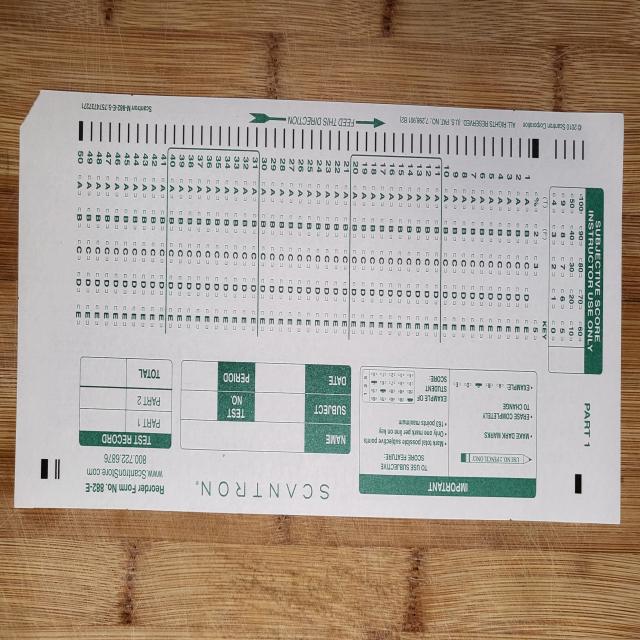 IMPORTANT
USE NO. 2 PENCIL ONLY
• MAKE DARK MARKS
• ERASE COMPLETELY
TO CHANGE
• EXAMPLE:
TO USE SUBJECTIVE
SCORE FEATURE:
• Mark total possible subjective points
• Only one mark per line on key
• 163 points maximum
EXAMPLE OF
STUDENT
SCORE:
SCANTRON®
NAME
SUBJECT
DATE
TEST
NO.
PERIOD
Reorder Form No. 882-E
www.ScantronStore.com
800.722.6876
TEST RECORD
PART 1
PART 2
TOTAL
PART 1
SUBJECTIVE SCORE
INSTRUCTOR USE ONLY
100 90 80 70 60
50 40 30 20 10
9 8 7 6 5
4 3 2 1 0
KEY
(T) (F)
% 2 3
1 A B C D E
2 A B C D E
3 A B C D E
4 A B C D E
5 A B C D E
6 A B C D E
7 A B C D E
8 A B C D E
9 A B C D E
10 A B C D E
11 A B C D E
12 A B C D E
13 A B C D E
14 A B C D E
15 A B C D E
16 A B C D E
17 A B C D E
18 A B C D E
19 A B C D E
20 A B C D E
21 A B C D E
22 A B C D E
23 A B C D E
24 A B C D E
25 A B C D E
26 A B C D E
27 A B C D E
28 A B C D E
29 A B C D E
30 A B C D E
31 A B C D E
32 A B C D E
33 A B C D E
34 A B C D E
35 A B C D E
36 A B C D E
37 A B C D E
38 A B C D E
39 A B C D E
40 A B C D E
41 A B C D E
42 A B C D E
43 A B C D E
44 A B C D E
45 A B C D E
46 A B C D E
47 A B C D E
48 A B C D E
49 A B C D E
50 A B C D E
© 2010 Scantron Corporation
ALL RIGHTS RESERVED. (U.S. PAT. NO. 7,298,901 B2)
FEED THIS DIRECTION